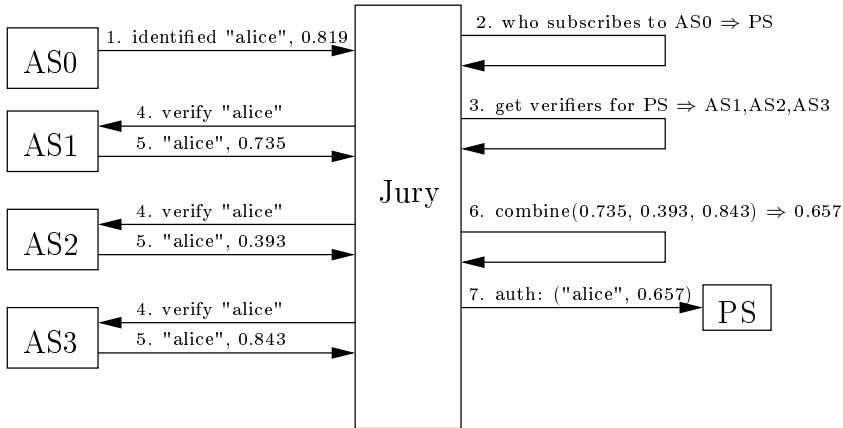 AS0
1. identified "alice", 0.819
AS1
4. verify "alice"
5. "alice", 0.735
AS2
4. verify "alice"
5. "alice", 0.393
AS3
4. verify "alice"
5. "alice", 0.843
Jury
2. who subscribes to AS0 ⇒ PS
3. get verifiers for PS ⇒ AS1,AS2,AS3
6. combine(0.735, 0.393, 0.843) ⇒ 0.657
7. auth: ("alice", 0.657)
PS